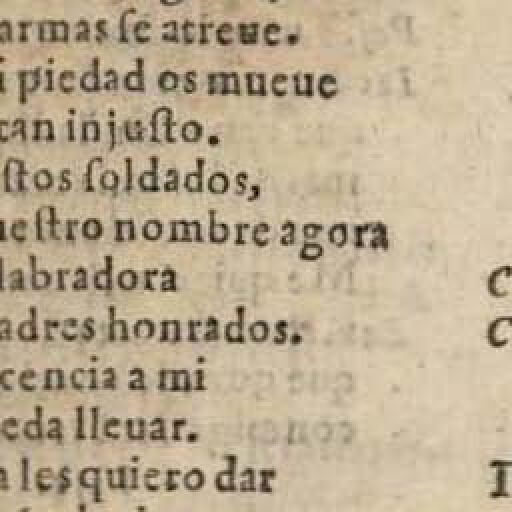 armas ſe atreue.
i piedad os mueue
can injuſto.
ſtos ſoldados,
ueſtro nombre agora
labradora
adres honrados.
cencia a mi
eda lleuar.
a les quiero dar